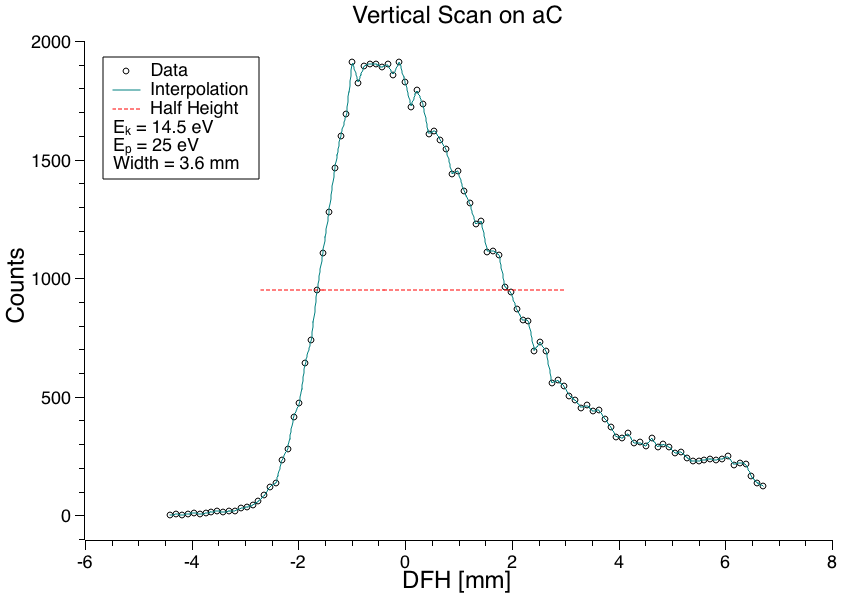 Vertical Scan on aC
2000
Data
Interpolation
Half Height
Eₖ = 14.5 eV
Eₚ = 25 eV
Width = 3.6 mm
1500
1000
500
0
Counts
-6 -4 -2 0 2 4 6 8
DFH [mm]